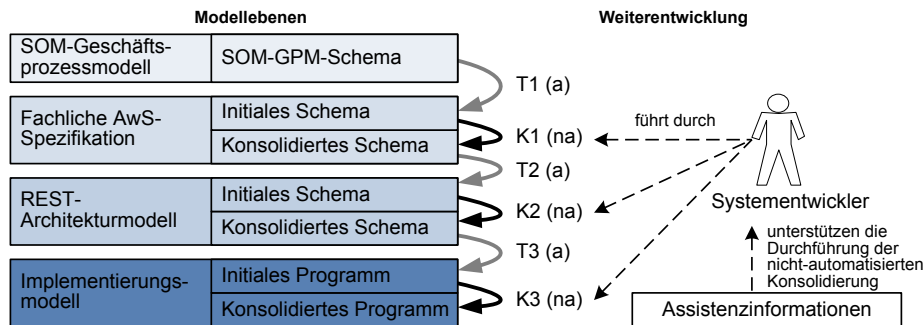 Modellebenen
Weiterentwicklung
SOM-Geschäfts-
prozessmodell
SOM-GPM-Schema
T1 (a)
Fachliche AwS-
Spezifikation
Initiales Schema
Konsolidiertes Schema
K1 (na)
führt durch
T2 (a)
REST-
Architekturmodell
Initiales Schema
Konsolidiertes Schema
K2 (na)
Systementwickler
T3 (a)
unterstützen die
Durchführung der
nicht-automatisierten
Konsolidierung
Implementierungs-
modell
Initiales Programm
Konsolidiertes Programm
K3 (na)
Assistenzinformationen